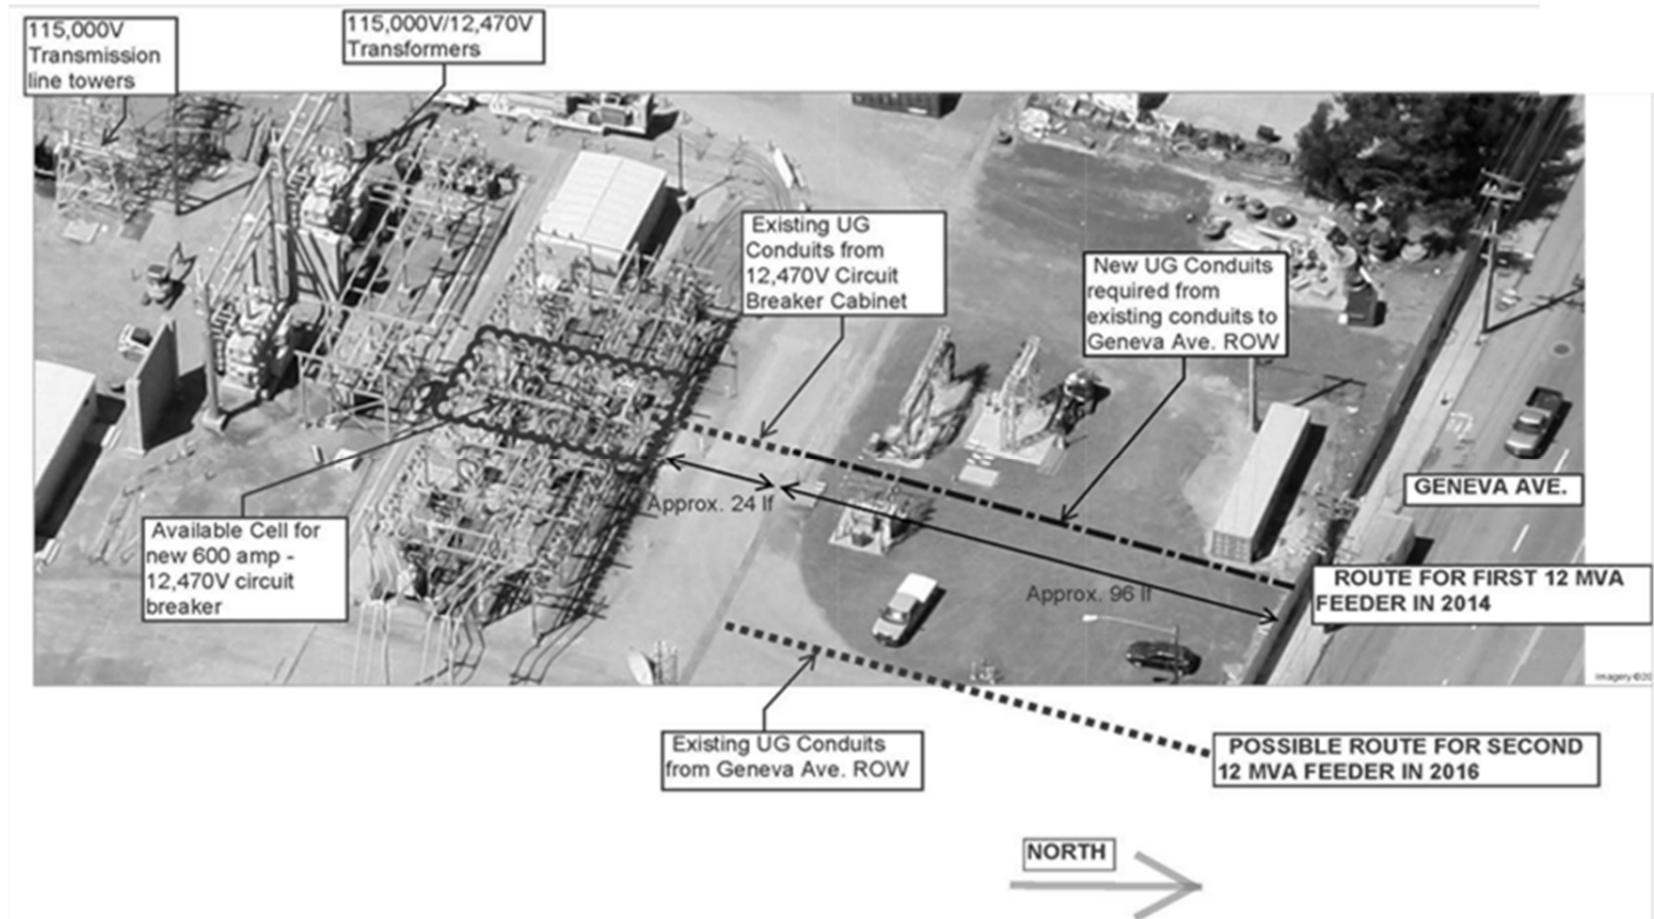 115,000V
Transmission
line towers
115,000V/12,470V
Transformers
Existing UG
Conduits from
12,470V Circuit
Breaker Cabinet
New UG Conduits
required from
existing conduits to
Geneva Ave. ROW
GENEVA AVE.
Approx. 24 lf
Available Cell for
new 600 amp -
12,470V circuit
breaker
Approx. 96 lf
ROUTE FOR FIRST 12 MVA
FEEDER IN 2014
Existing UG Conduits
from Geneva Ave. ROW
POSSIBLE ROUTE FOR SECOND
12 MVA FEEDER IN 2016
NORTH